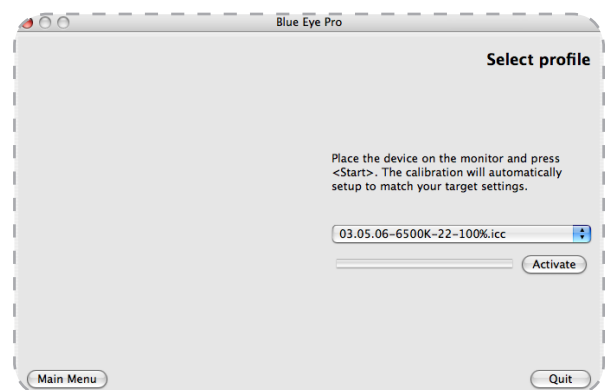 Blue Eye Pro
Select profile
Place the device on the monitor and press
<Start>. The calibration will automatically
setup to match your target settings.
03.05.06-6500K-22-100%.icc
Activate
Main Menu
Quit